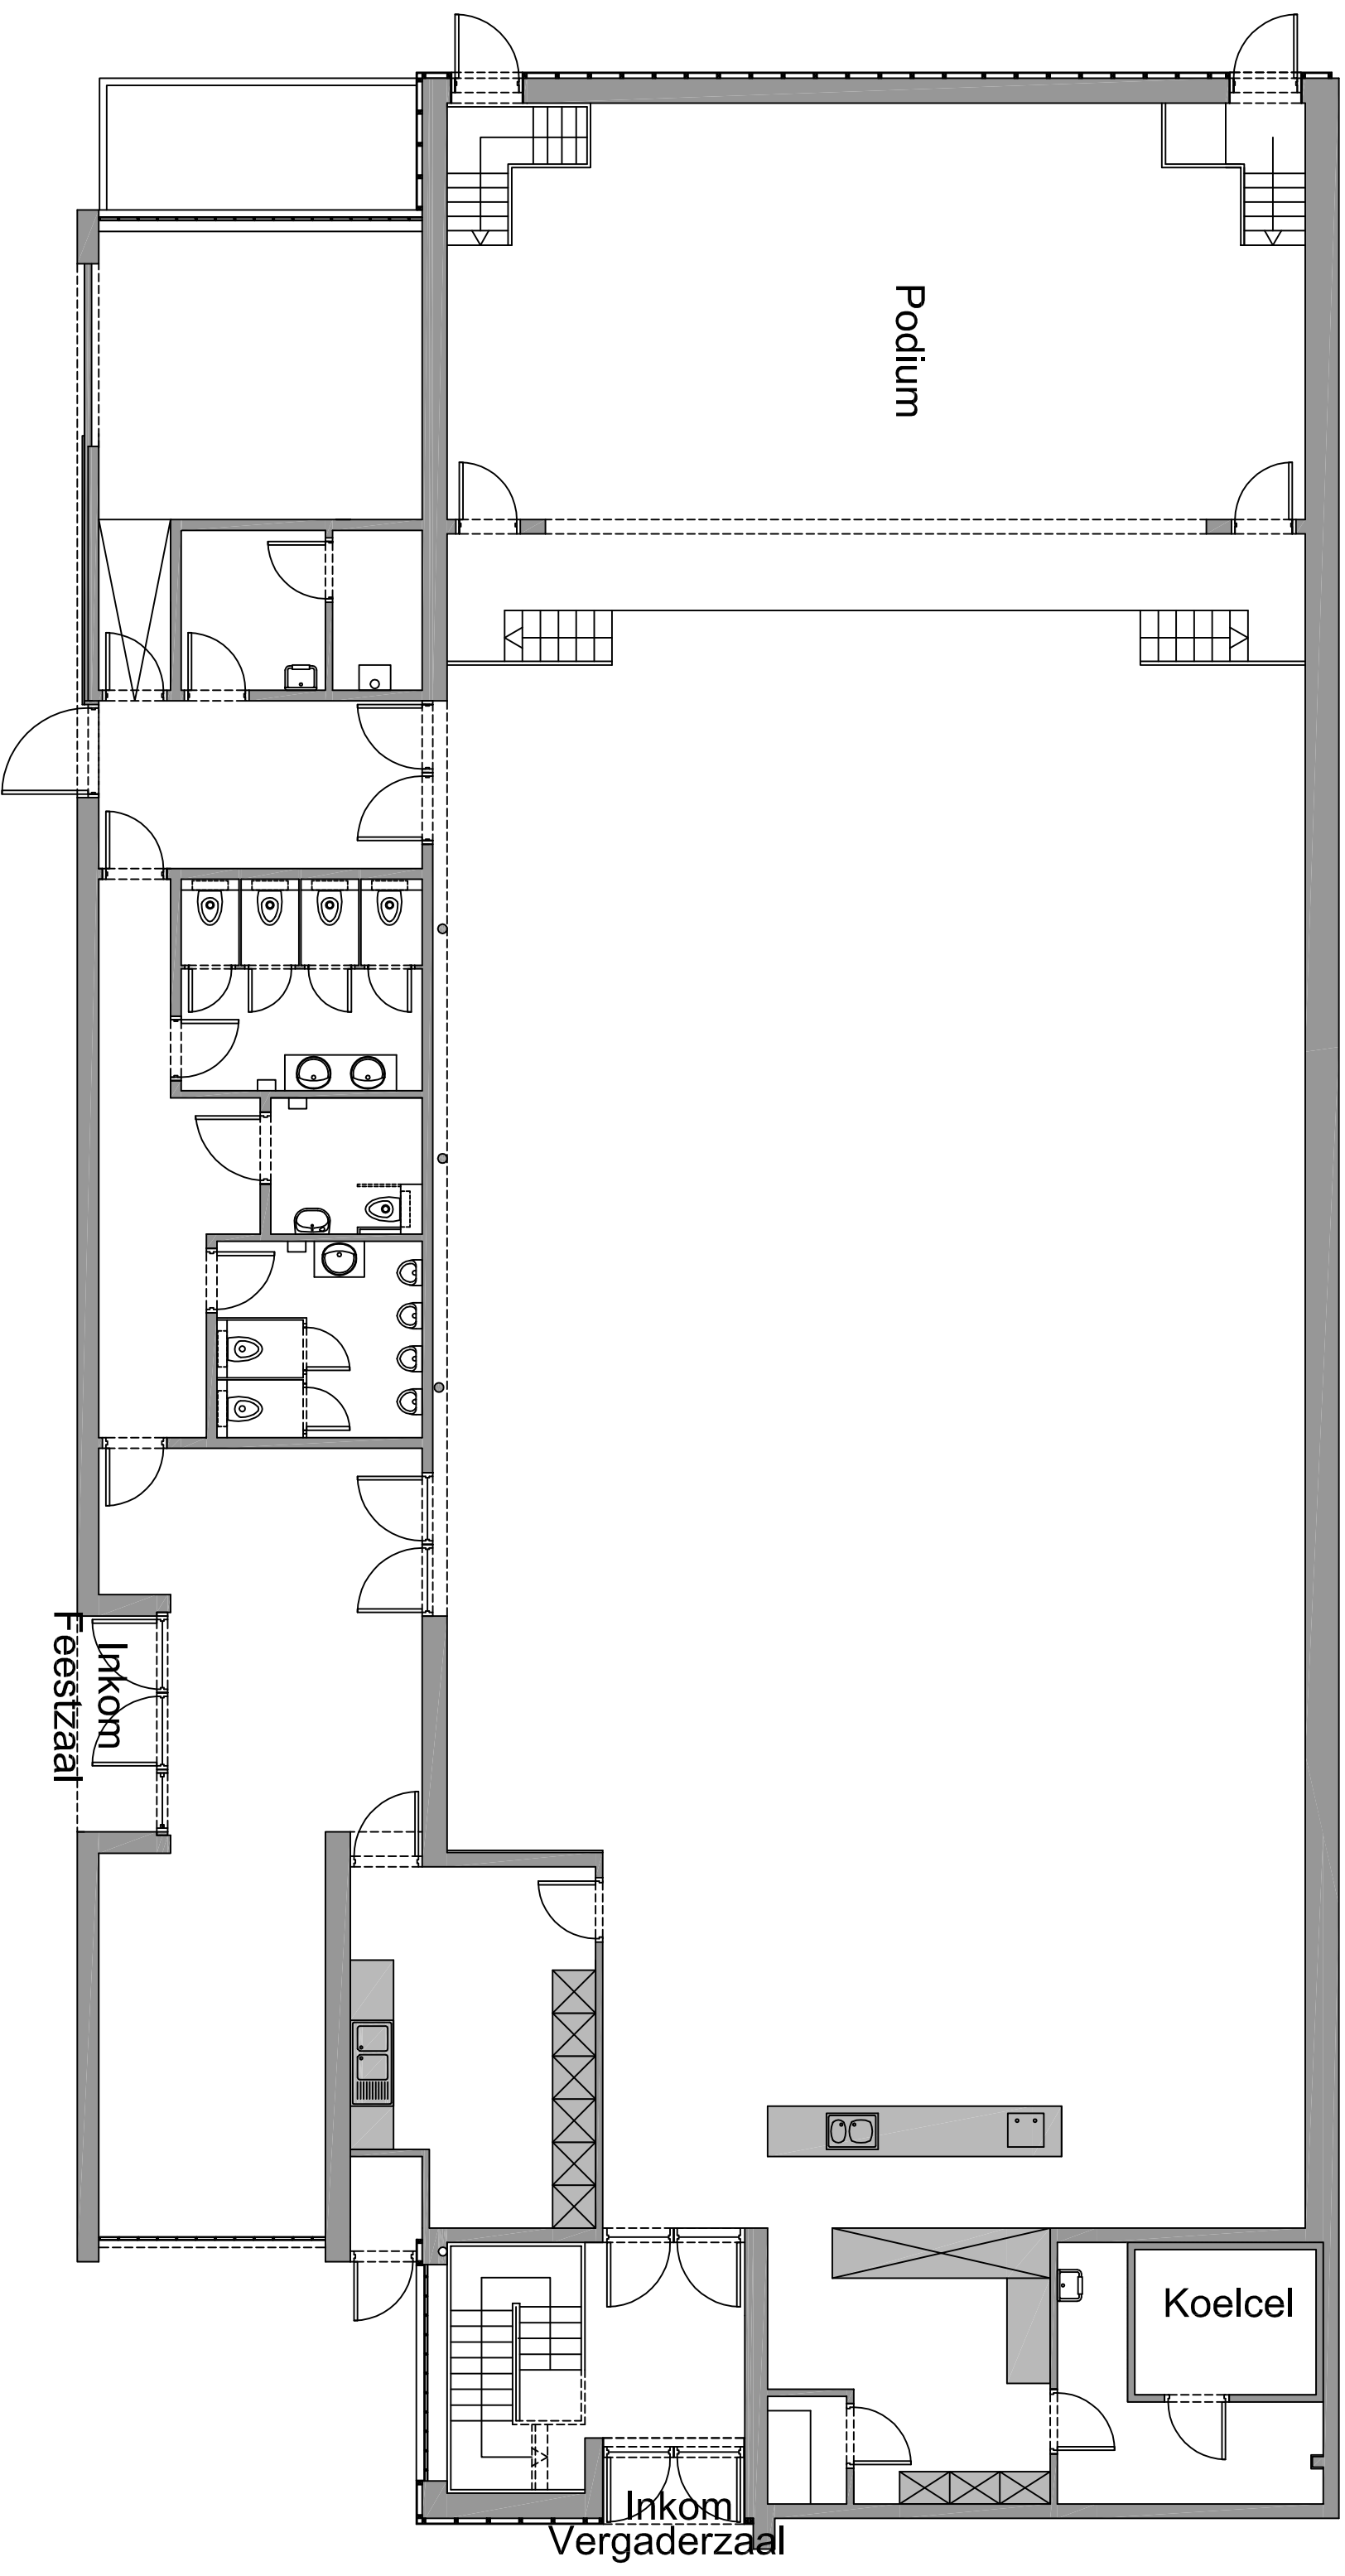 Podium
Inkom
Feestzaal
Koelcel
Inkom
Vergaderzaal